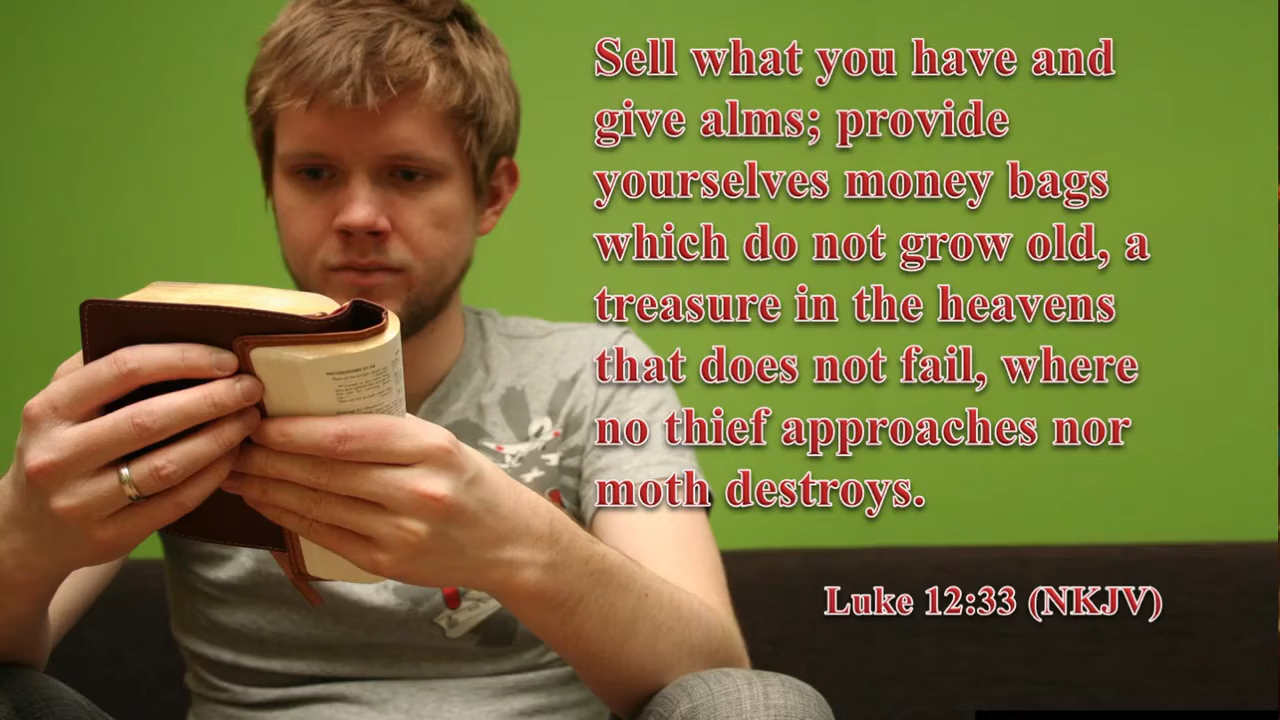 Sell what you have and
give alms; provide
yourselves money bags
which do not grow old, a
treasure in the heavens
that does not fail, where
no thief approaches nor
moth destroys.
Luke 12:33 (NKJV)